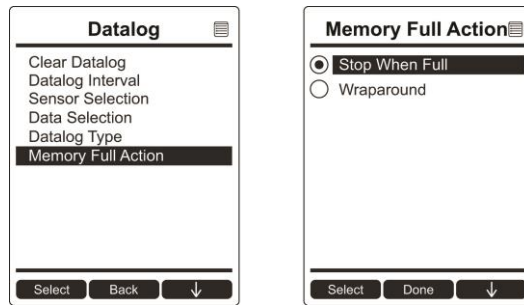 Datalog
Clear Datalog
Datalog Interval
Sensor Selection
Data Selection
Datalog Type
Memory Full Action
Select Back ↓
Memory Full Action
Stop When Full
Wraparound
Select Done ↓